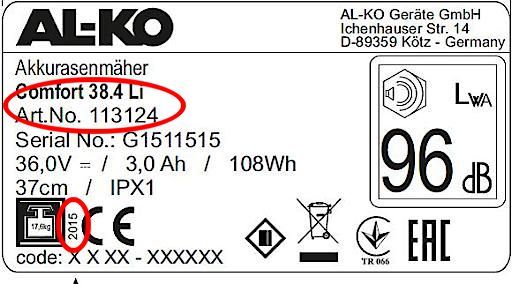 AL-KO
AL-KO Geräte GmbH
Ichenhauser Str. 14
D-89359 Kötz - Germany
Akkurasenmäher
Comfort 38.4 Li
Art.No. 113124
Serial No.: G1511515
36,0V = / 3,0 Ah / 108Wh
37cm / IPX1
LWA
96 dB
17,6kg
2015
CE
TR 066
EAC
code: X X XX - XXXXXX